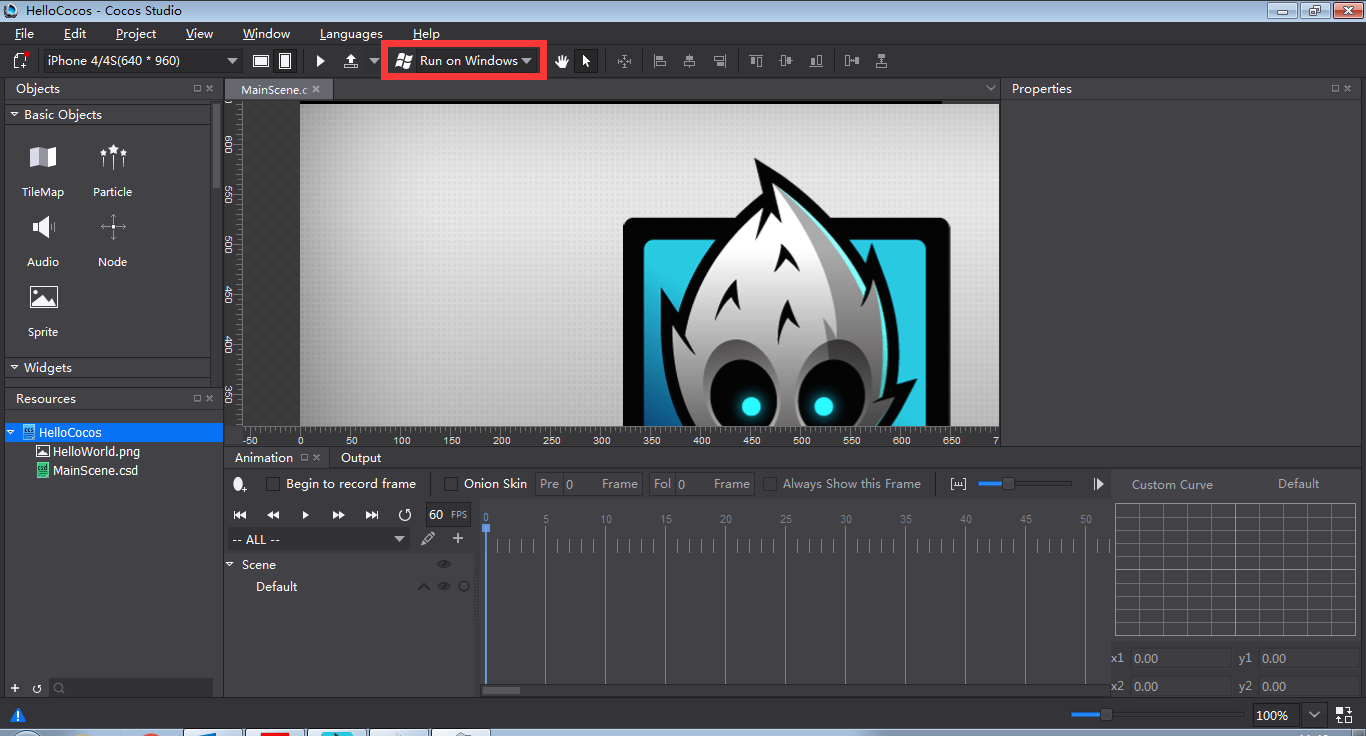 HelloCocos - Cocos Studio
File Edit Project View Window Languages Help
iPhone 4/4S(640 * 960) Run on Windows
Objects
Basic Objects
TileMap Particle
Audio Node
Sprite
Widgets
Resources
HelloCocos
HelloWorld.png
MainScene.csd
MainScene.c
600
550
500
450
400
350
-50 0 50 100 150 200 250 300 350 400 450 500 550 600 650 7
Properties
Animation Output
Begin to record frame Onion Skin Pre 0 Frame Fol 0 Frame Always Show this Frame
60 FPS
-- ALL --
Scene
Default
0 5 10 15 20 25 30 35 40 45 50
Custom Curve Default
x1 0.00 y1 0.00
x2 0.00 y2 0.00
100%